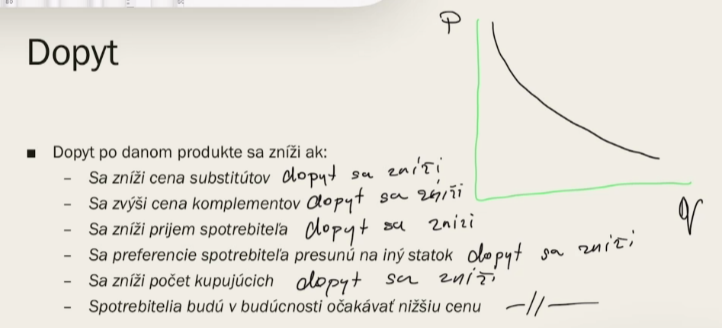 P
Dopyt
▪ Dopyt po danom produkte sa zníži ak:
– Sa zníži cena substitútov dopyt sa zníži
– Sa zvýši cena komplementov dopyt sa zníži
– Sa zníži prijem spotrebiteľa dopyt sa zníži
– Sa preferencie spotrebiteľa presunú na iný statok dopyt sa zníži
– Sa zníži počet kupujúcich dopyt sa zníži
– Spotrebitelia budú v budúcnosti očakávať nižšiu cenu –//–
q